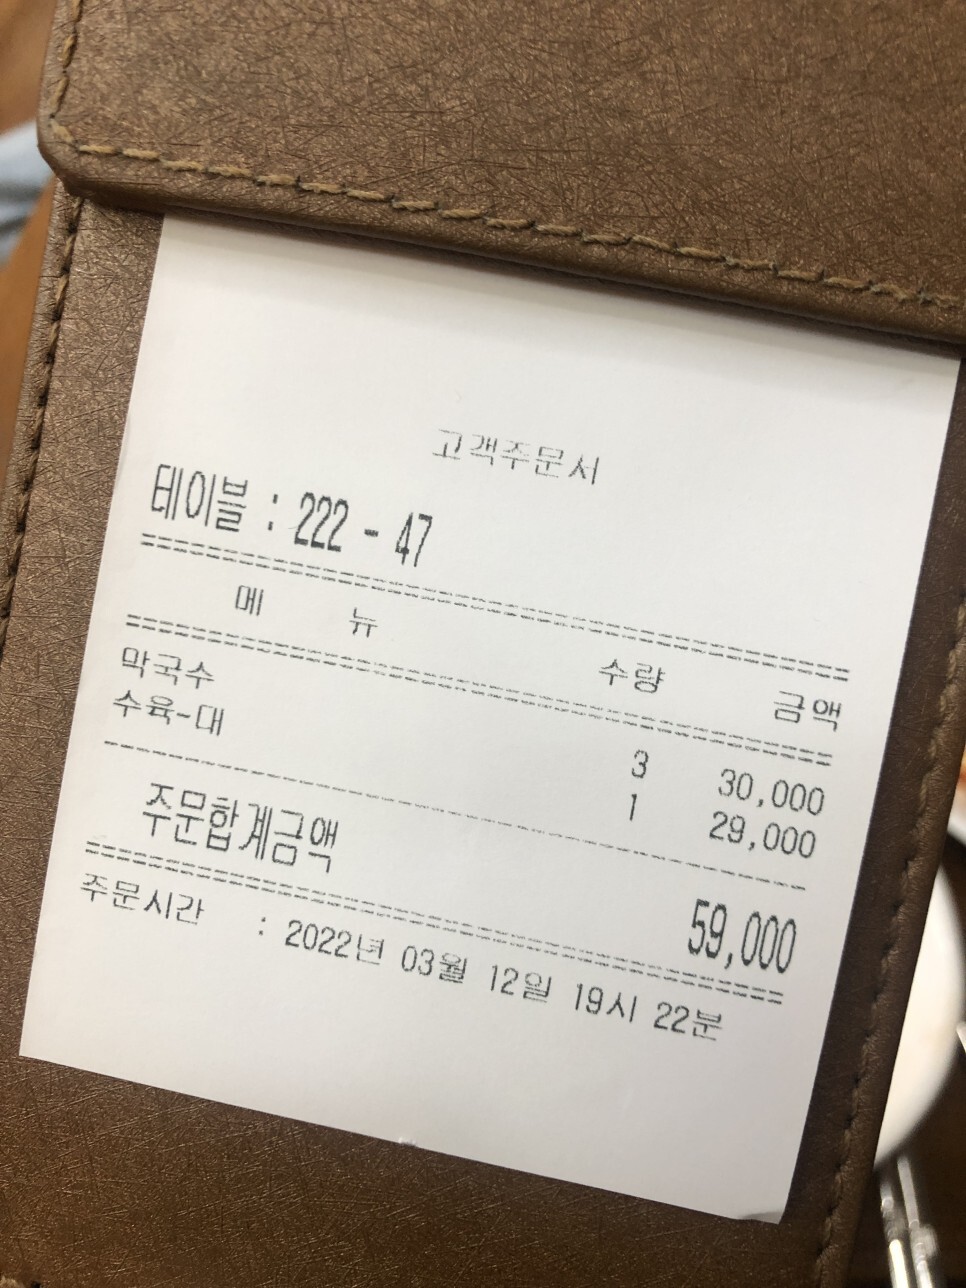 고객주문서
테이블 : 222 - 47
메 뉴 수량 금액
막국수 3 30,000
수육-대 1 29,000
주문합계금액 59,000
주문시간 : 2022년 03월 12일 19시 22분